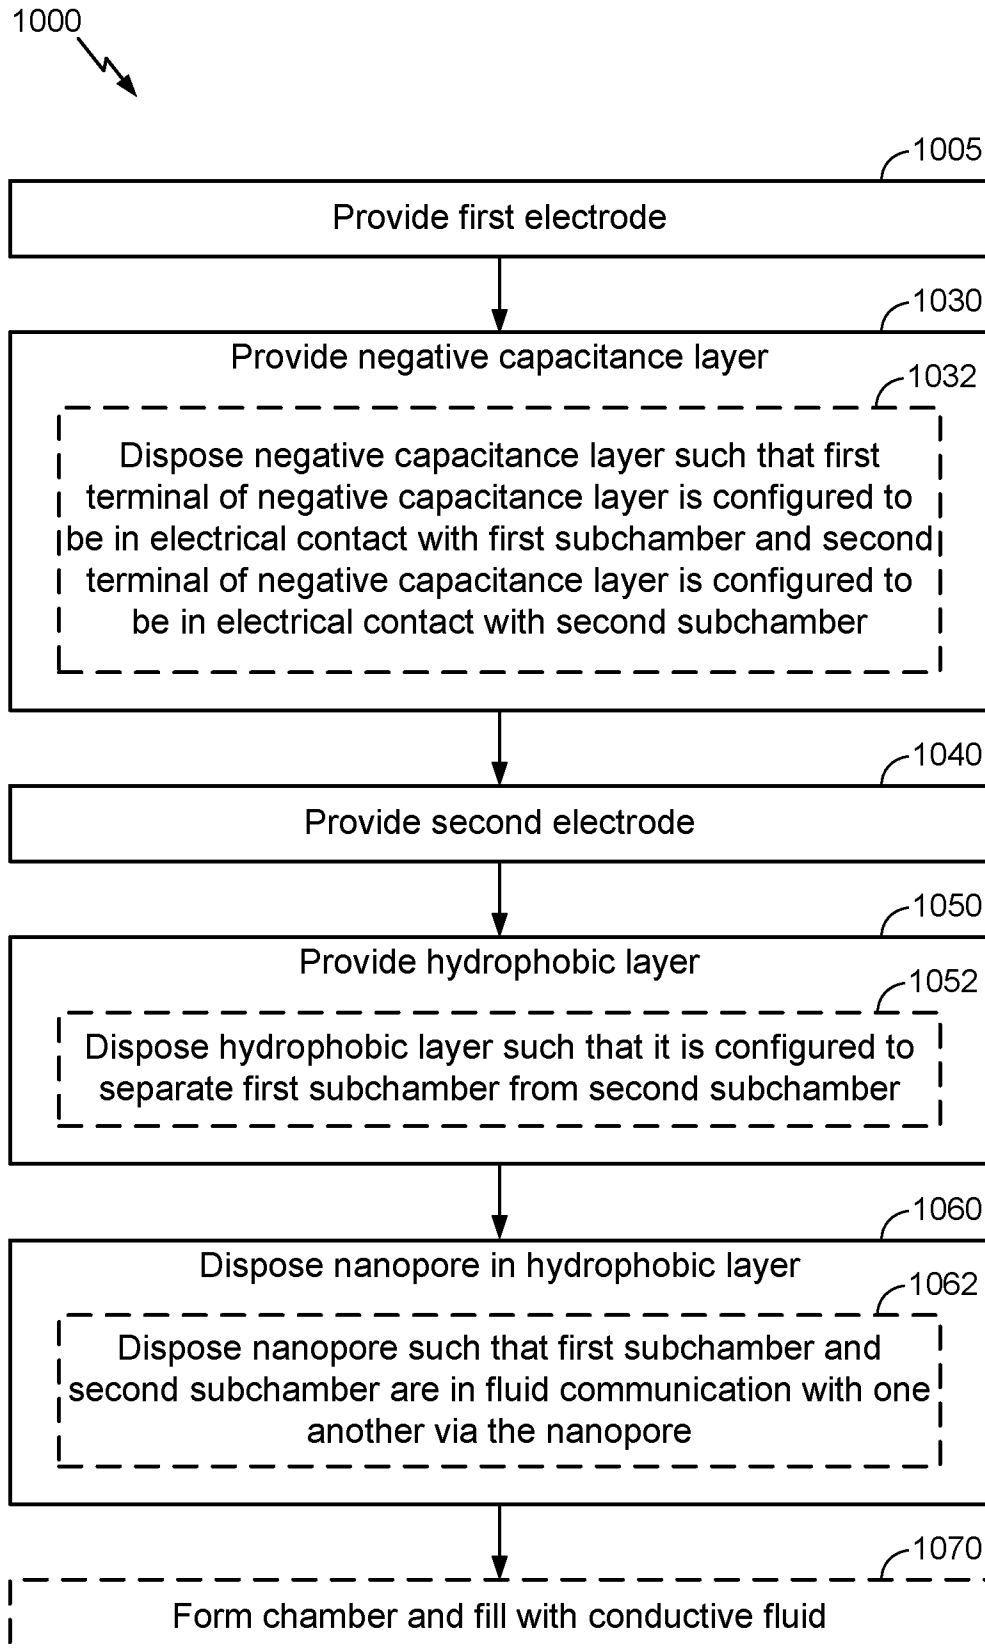 1000
1005
Provide first electrode
1030
Provide negative capacitance layer
1032
Dispose negative capacitance layer such that first
terminal of negative capacitance layer is configured to
be in electrical contact with first subchamber and second
terminal of negative capacitance layer is configured to
be in electrical contact with second subchamber
1040
Provide second electrode
1050
Provide hydrophobic layer
1052
Dispose hydrophobic layer such that it is configured to
separate first subchamber from second subchamber
1060
Dispose nanopore in hydrophobic layer
1062
Dispose nanopore such that first subchamber and
second subchamber are in fluid communication with one
another via the nanopore
1070
Form chamber and fill with conductive fluid